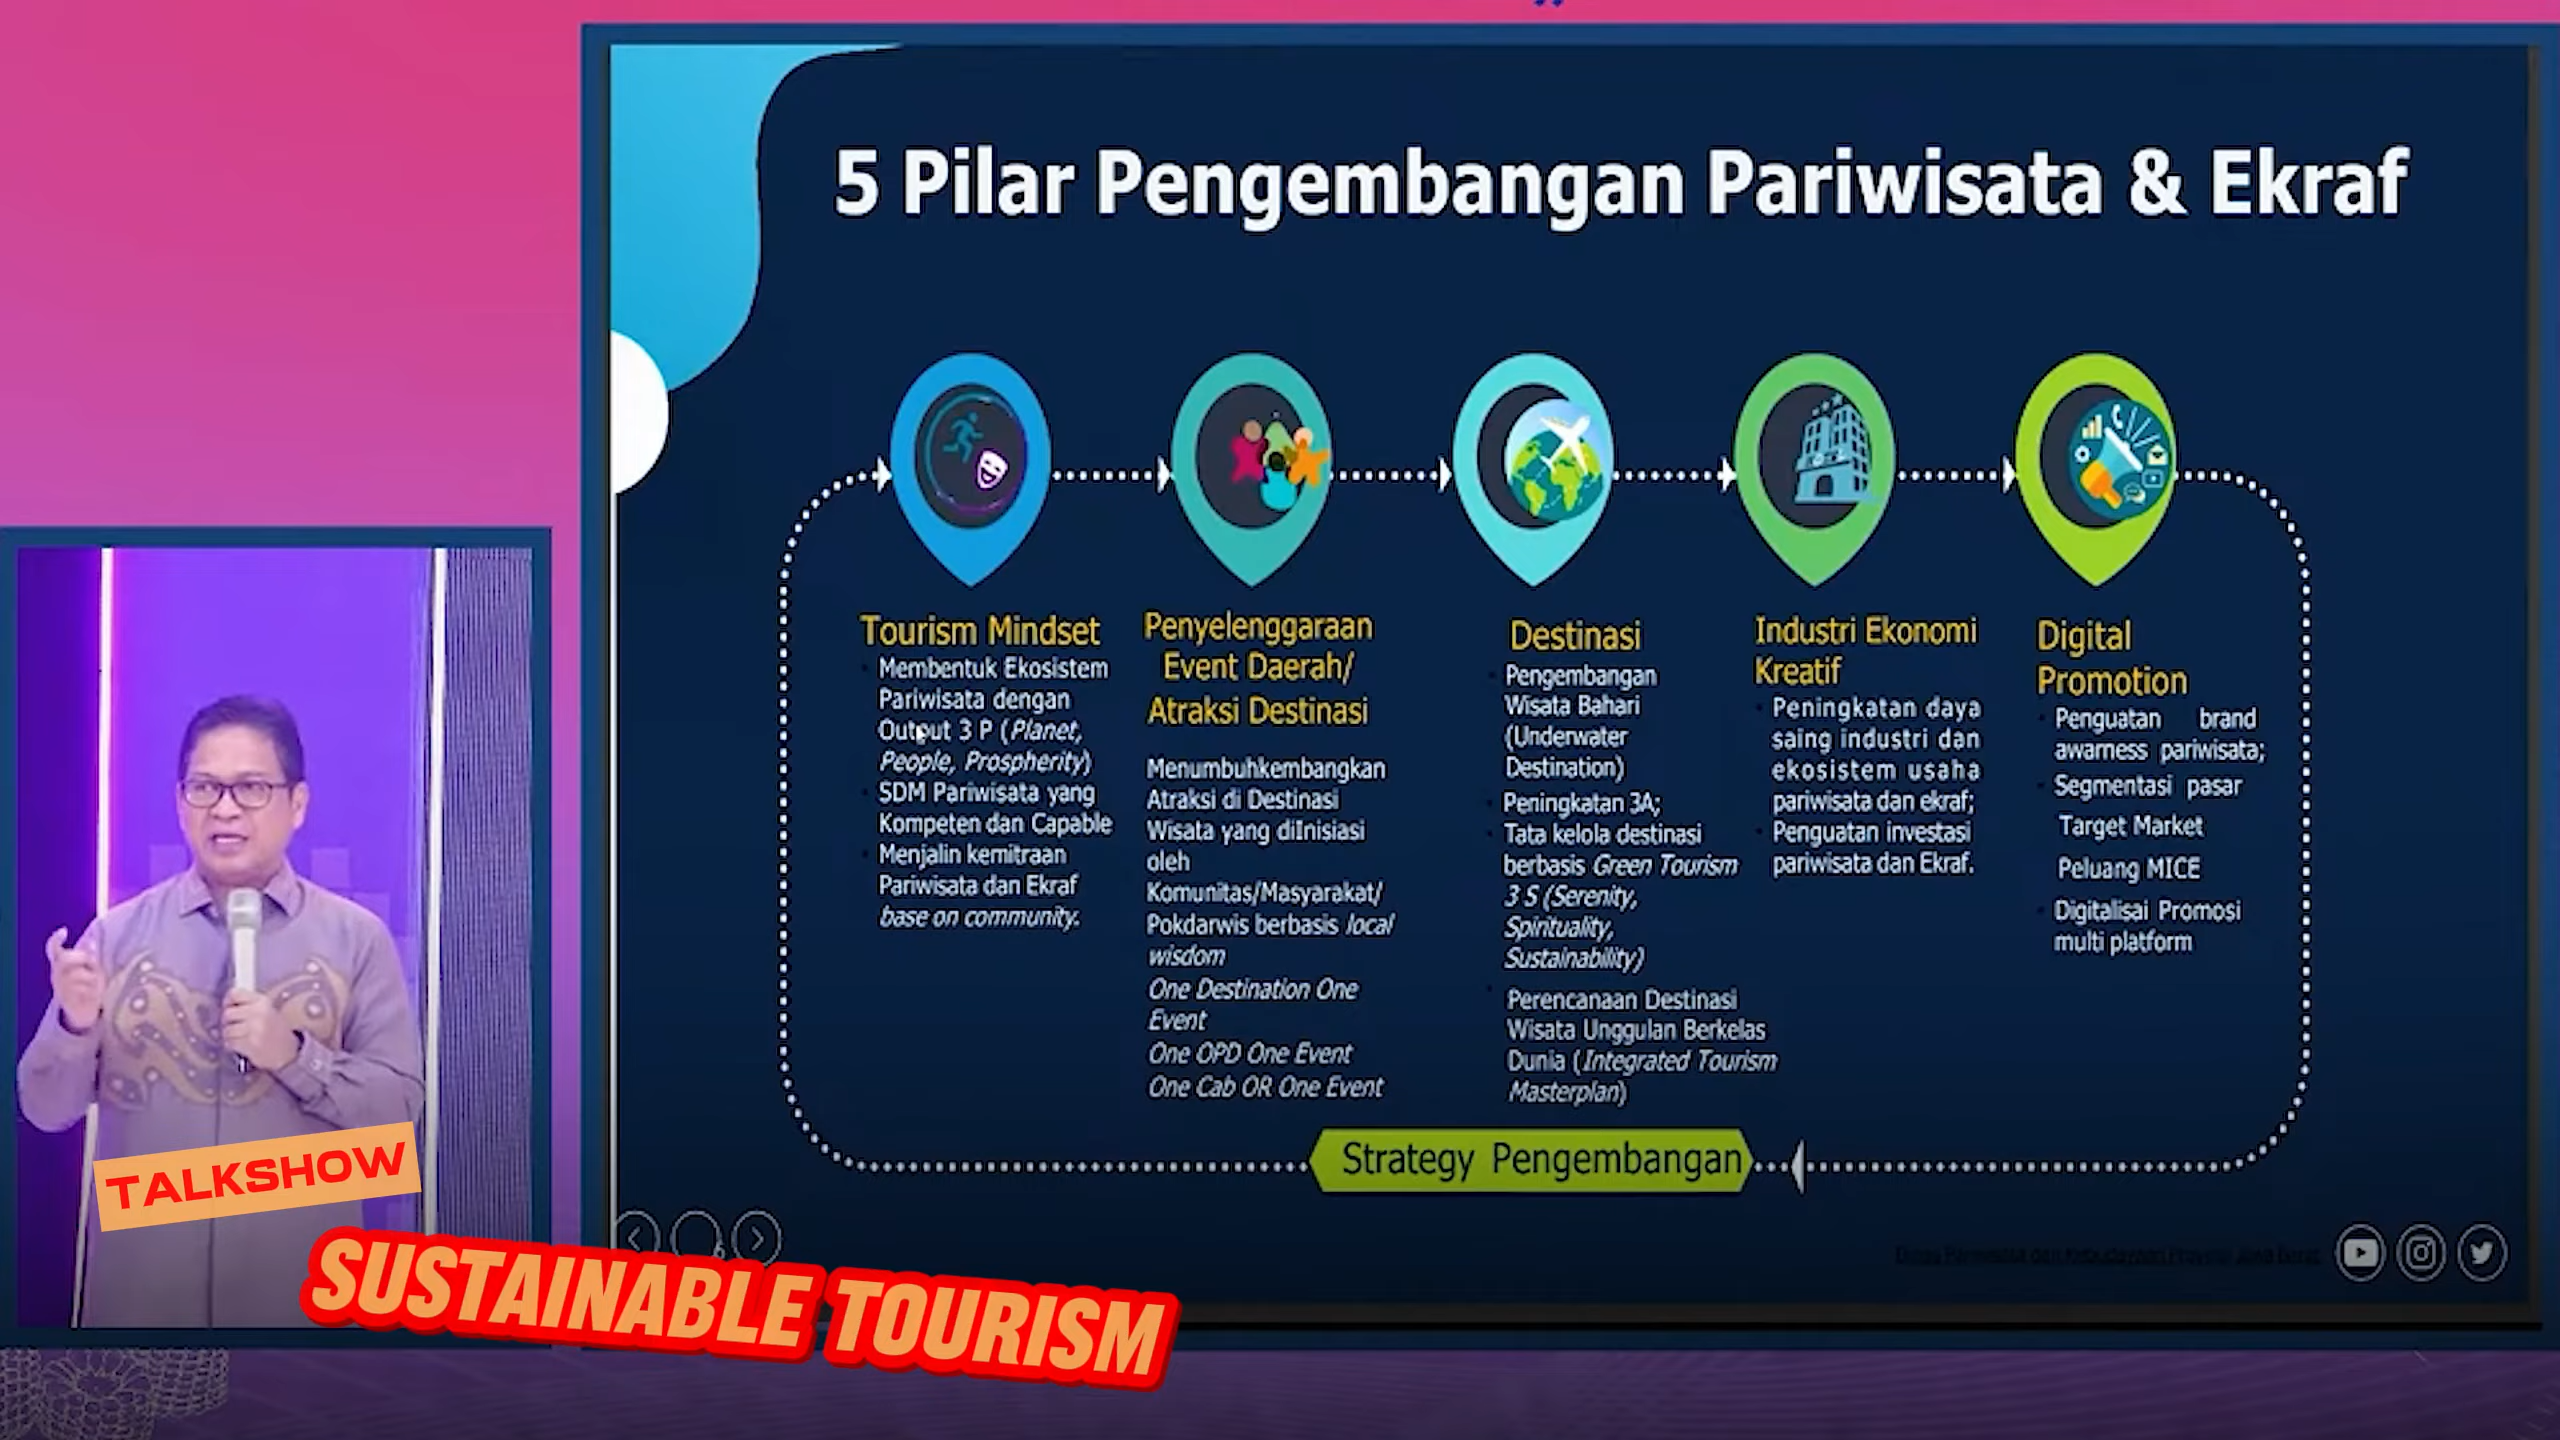 5 Pilar Pengembangan Pariwisata & Ekraf
Tourism Mindset
Membentuk Ekosistem
Pariwisata dengan
Output 3 P (Planet,
People, Prospherity)
SDM Pariwisata yang
Kompeten dan Capable
Menjalin kemitraan
Pariwisata dan Ekraf
base on community.
Penyelenggaraan
Event Daerah/
Atraksi Destinasi
Menumbuhkembangkan
Atraksi di Destinasi
Wisata yang diInisiasi
oleh
Komunitas/Masyarakat/
Pokdarwis berbasis local
wisdom
One Destination One
Event
One OPD One Event
One Cab OR One Event
Destinasi
Pengembangan
Wisata Bahari
(Underwater
Destination)
Peningkatan 3A;
Tata kelola destinasi
berbasis Green Tourism
3 S (Serenity,
Spirituality,
Sustainability)
Perencanaan Destinasi
Wisata Unggulan Berkelas
Dunia (Integrated Tourism
Masterplan)
Industri Ekonomi
Kreatif
Peningkatan daya
saing industri dan
ekosistem usaha
pariwisata dan ekraf;
Penguatan investasi
pariwisata dan Ekraf.
Digital
Promotion
Penguatan brand
awarness pariwisata;
Segmentasi pasar
Target Market
Peluang MICE
Digitalisai Promosi
multi platform
Strategy Pengembangan
TALKSHOW
SUSTAINABLE TOURISM